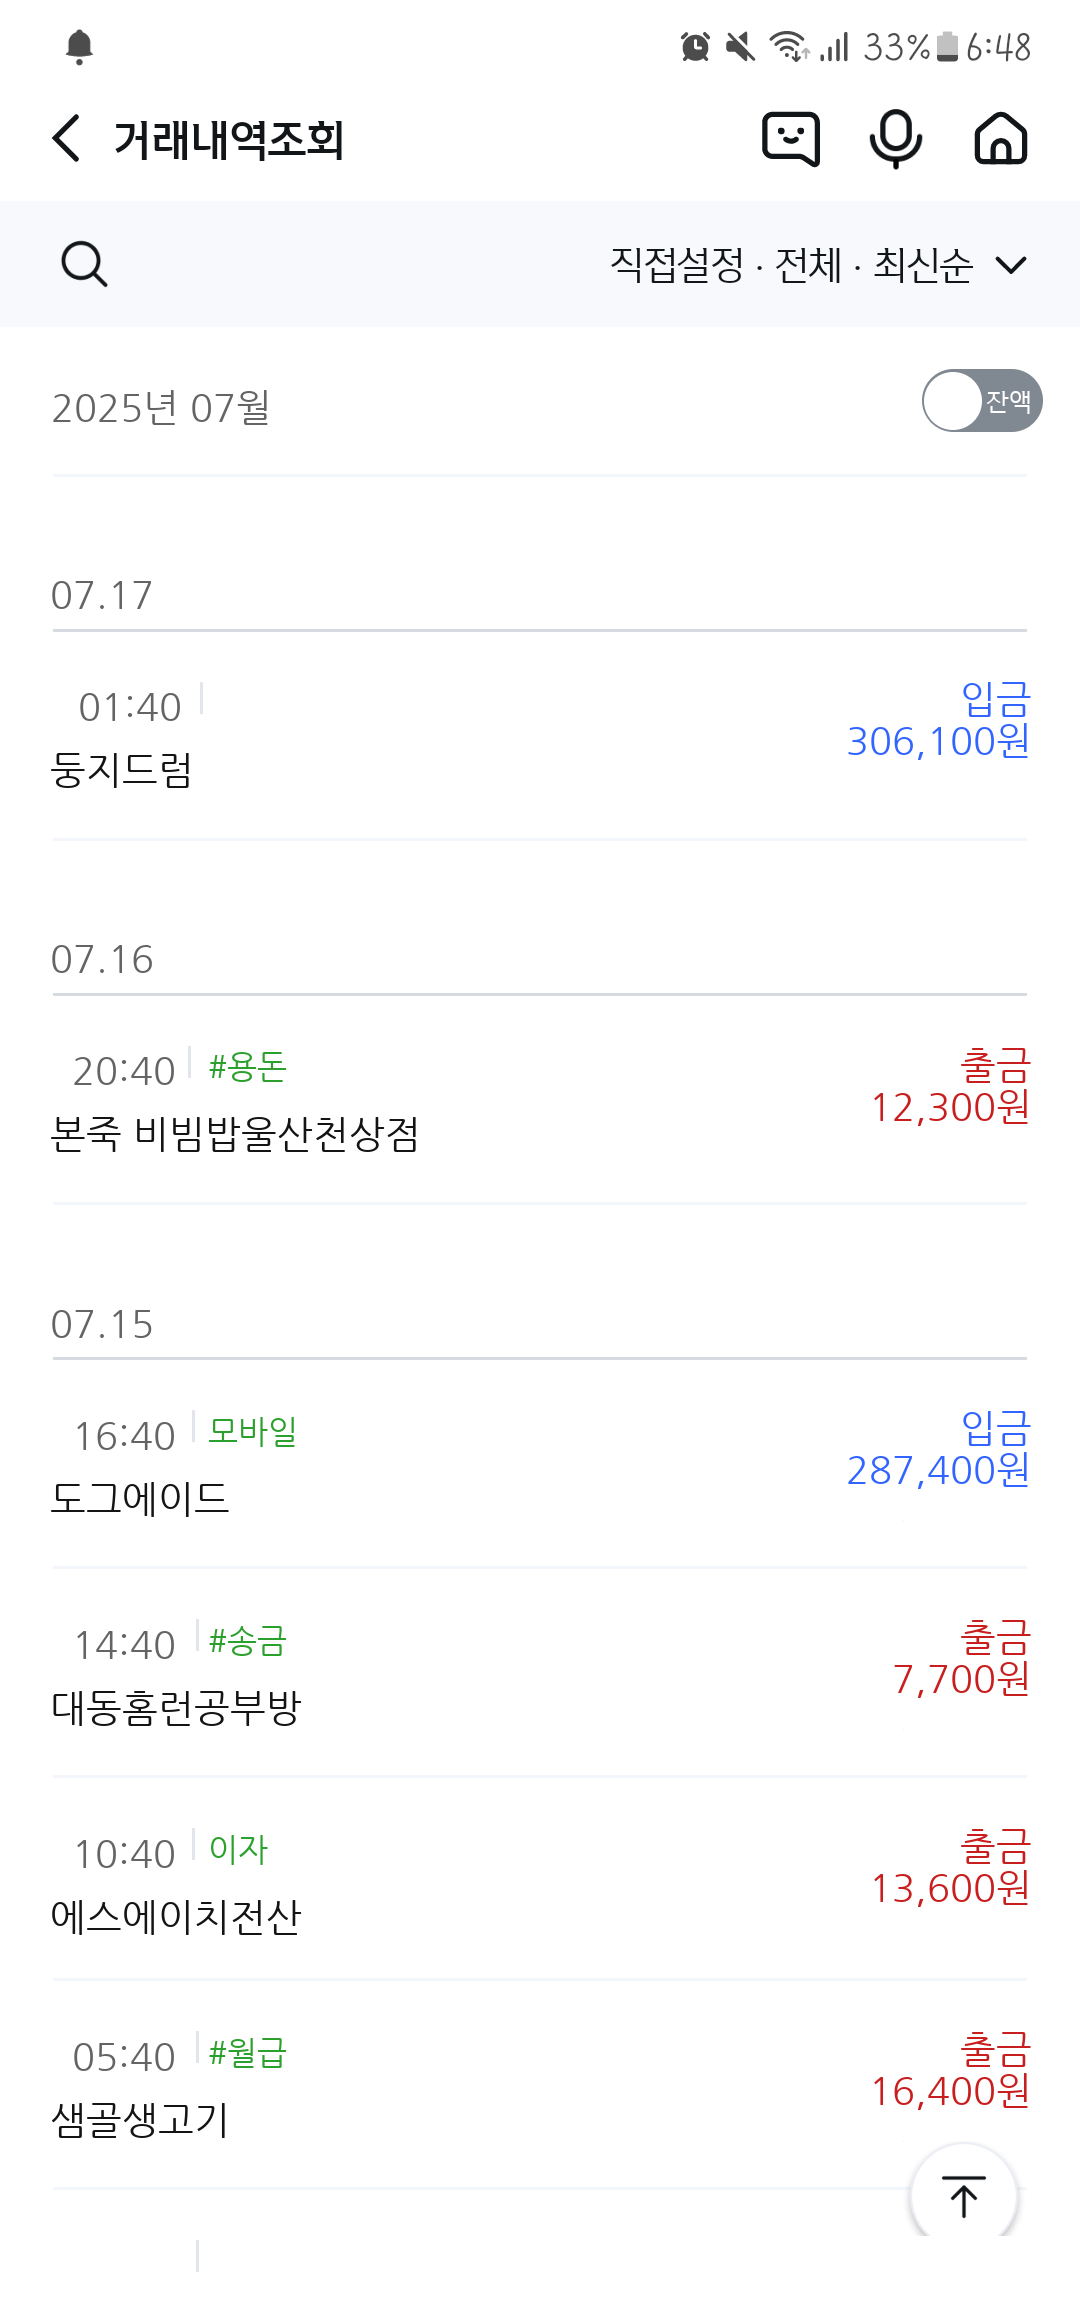 33% 6:48
거래내역조회
직접설정 · 전체 · 최신순
2025년 07월
잔액
07.17
01:40
입금
306,100원
둥지드럼
07.16
20:40 #용돈
출금
12,300원
본죽 비빔밥울산천상점
07.15
16:40 모바일
입금
287,400원
도그에이드
14:40 #송금
출금
7,700원
대동홈런공부방
10:40 이자
출금
13,600원
에스에이치전산
05:40 #월급
출금
16,400원
샘골생고기